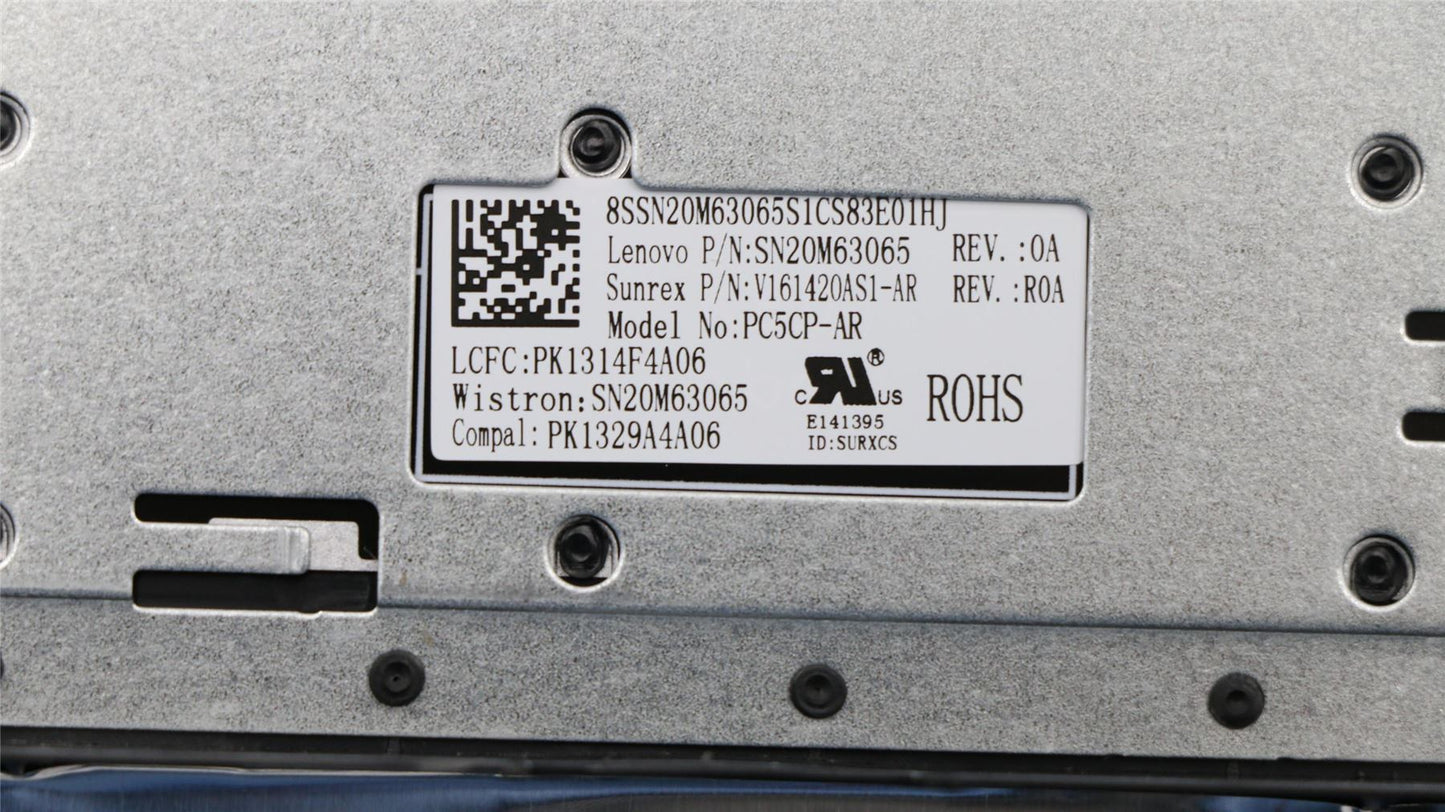 8SSN20M63065S1CS83E01HJ
Lenovo P/N:SN20M63065 REV.:0A
Sunrex P/N:V161420AS1-AR REV.:R0A
Model No:PC5CP-AR
LCFC:PK1314F4A06
Wistron:SN20M63065
Compal:PK1329A4A06
c RU ® US
E141395
ID:SURXCS
ROHS